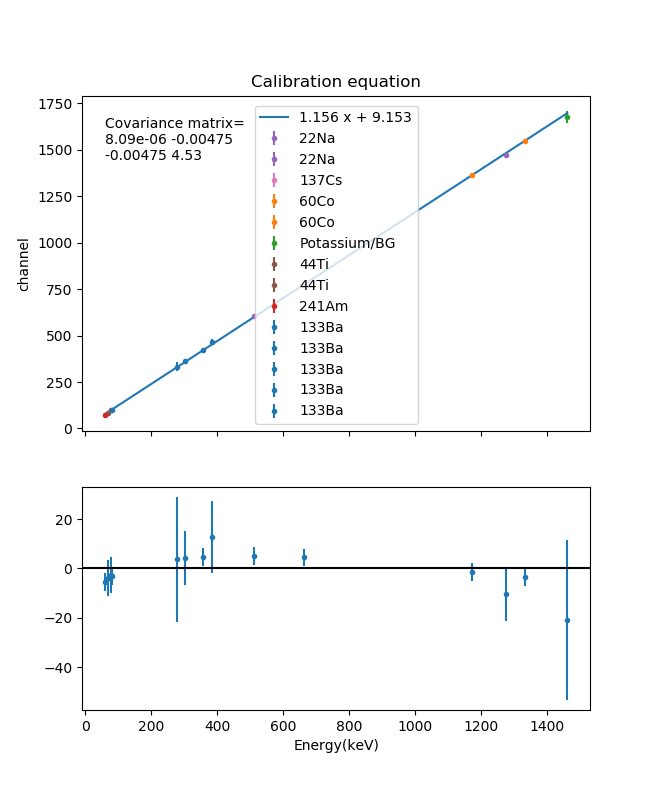 Calibration equation
1750
1500
1250
1000
750
500
250
0
channel
Covariance matrix=
8.09e-06 -0.00475
-0.00475 4.53
1.156 x + 9.153
22Na
22Na
137Cs
60Co
60Co
Potassium/BG
44Ti
44Ti
241Am
133Ba
133Ba
133Ba
133Ba
133Ba
20
0
−20
−40
0 200 400 600 800 1000 1200 1400
Energy(keV)